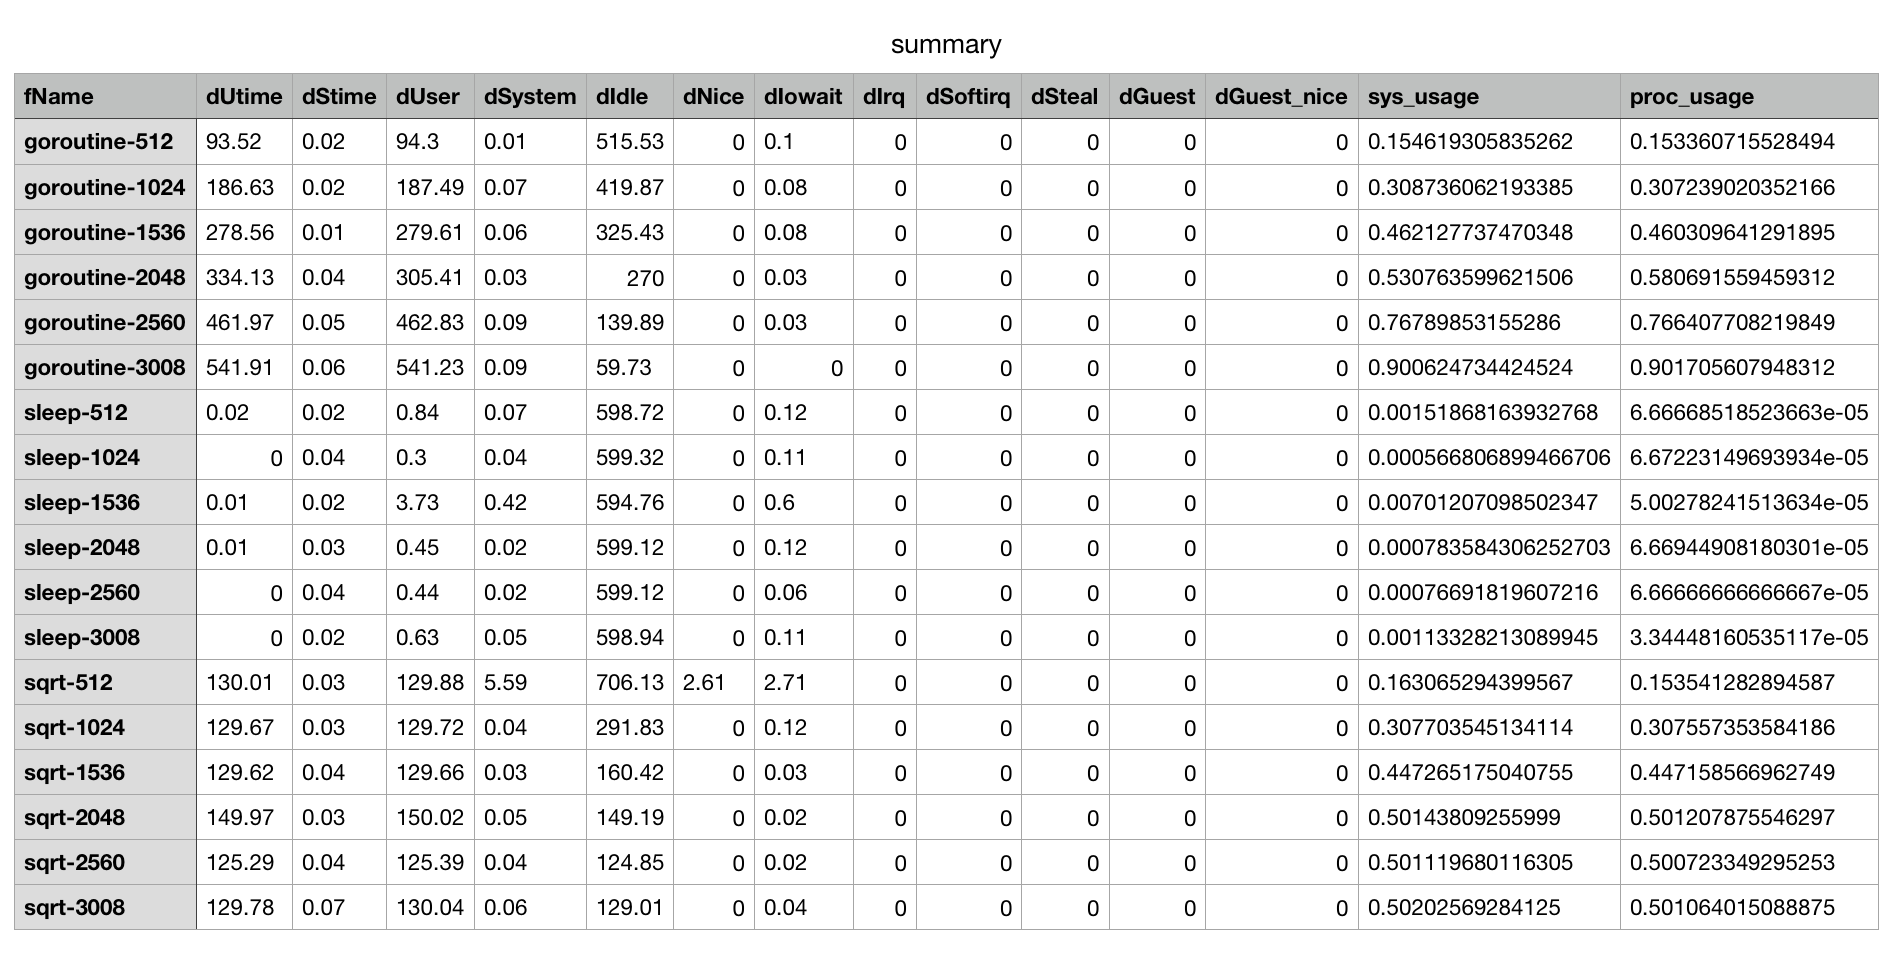 summary
fName dUtime dStime dUser dSystem dIdle dNice dIowait dIrq dSoftirq dSteal dGuest dGuest_nice sys_usage proc_usage
goroutine-512 93.52 0.02 94.3 0.01 515.53 0 0.1 0 0 0 0 0 0.154619305835262 0.153360715528494
goroutine-1024 186.63 0.02 187.49 0.07 419.87 0 0.08 0 0 0 0 0 0.308736062193385 0.307239020352166
goroutine-1536 278.56 0.01 279.61 0.06 325.43 0 0.08 0 0 0 0 0 0.462127737470348 0.460309641291895
goroutine-2048 334.13 0.04 305.41 0.03 270 0 0.03 0 0 0 0 0 0.530763599621506 0.580691559459312
goroutine-2560 461.97 0.05 462.83 0.09 139.89 0 0.03 0 0 0 0 0 0.76789853155286 0.766407708219849
goroutine-3008 541.91 0.06 541.23 0.09 59.73 0 0 0 0 0 0 0 0.900624734424524 0.901705607948312
sleep-512 0.02 0.02 0.84 0.07 598.72 0 0.12 0 0 0 0 0 0.00151868163932768 6.66668518523663e-05
sleep-1024 0 0.04 0.3 0.04 599.32 0 0.11 0 0 0 0 0 0.000566806899466706 6.67223149693934e-05
sleep-1536 0.01 0.02 3.73 0.42 594.76 0 0.6 0 0 0 0 0 0.00701207098502347 5.00278241513634e-05
sleep-2048 0.01 0.03 0.45 0.02 599.12 0 0.12 0 0 0 0 0 0.000783584306252703 6.66944908180301e-05
sleep-2560 0 0.04 0.44 0.02 599.12 0 0.06 0 0 0 0 0 0.00076691819607216 6.66666666666667e-05
sleep-3008 0 0.02 0.63 0.05 598.94 0 0.11 0 0 0 0 0 0.00113328213089945 3.34448160535117e-05
sqrt-512 130.01 0.03 129.88 5.59 706.13 2.61 2.71 0 0 0 0 0 0.163065294399567 0.153541282894587
sqrt-1024 129.67 0.03 129.72 0.04 291.83 0 0.12 0 0 0 0 0 0.307703545134114 0.307557353584186
sqrt-1536 129.62 0.04 129.66 0.03 160.42 0 0.03 0 0 0 0 0 0.447265175040755 0.447158566962749
sqrt-2048 149.97 0.03 150.02 0.05 149.19 0 0.02 0 0 0 0 0 0.50143809255999 0.501207875546297
sqrt-2560 125.29 0.04 125.39 0.04 124.85 0 0.02 0 0 0 0 0 0.501119680116305 0.500723349295253
sqrt-3008 129.78 0.07 130.04 0.06 129.01 0 0.04 0 0 0 0 0 0.50202569284125 0.501064015088875